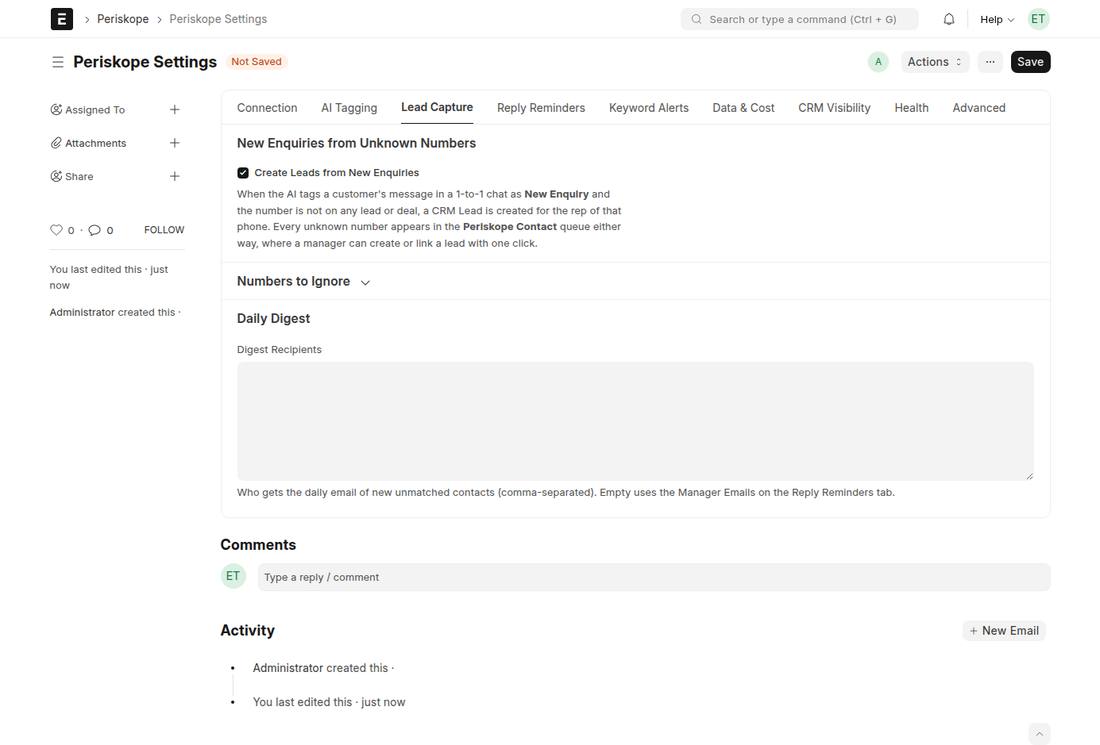 Periskope
Periskope Settings
Search or type a command (Ctrl + G)
Help
ET
Periskope Settings
Not Saved
A
Actions
Save
Assigned To
Attachments
Share
0 · 0
FOLLOW
You last edited this · just
now
Administrator created this ·
Connection
AI Tagging
Lead Capture
Reply Reminders
Keyword Alerts
Data & Cost
CRM Visibility
Health
Advanced
New Enquiries from Unknown Numbers
Create Leads from New Enquiries
When the AI tags a customer's message in a 1-to-1 chat as New Enquiry and
the number is not on any lead or deal, a CRM Lead is created for the rep of that
phone. Every unknown number appears in the Periskope Contact queue either
way, where a manager can create or link a lead with one click.
Numbers to Ignore
Daily Digest
Digest Recipients
Who gets the daily email of new unmatched contacts (comma-separated). Empty uses the Manager Emails on the Reply Reminders tab.
Comments
ET
Type a reply / comment
Activity
+ New Email
Administrator created this ·
You last edited this · just now